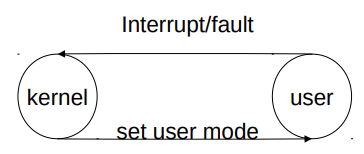 Interrupt/fault
kernel
user
set user mode